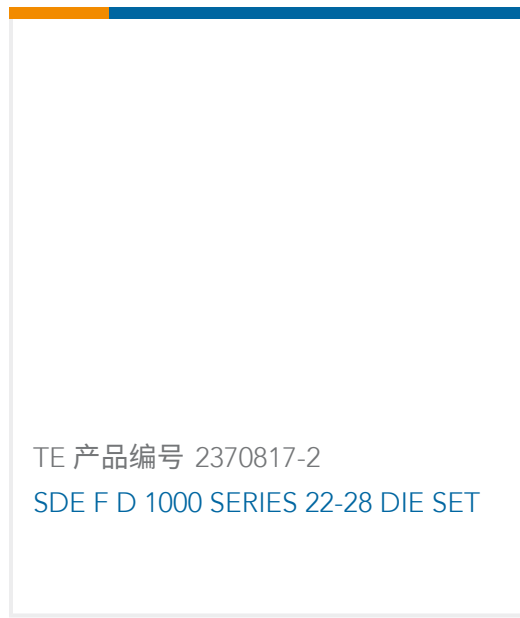 TE 产品编号 2370817-2
SDE F D 1000 SERIES 22-28 DIE SET